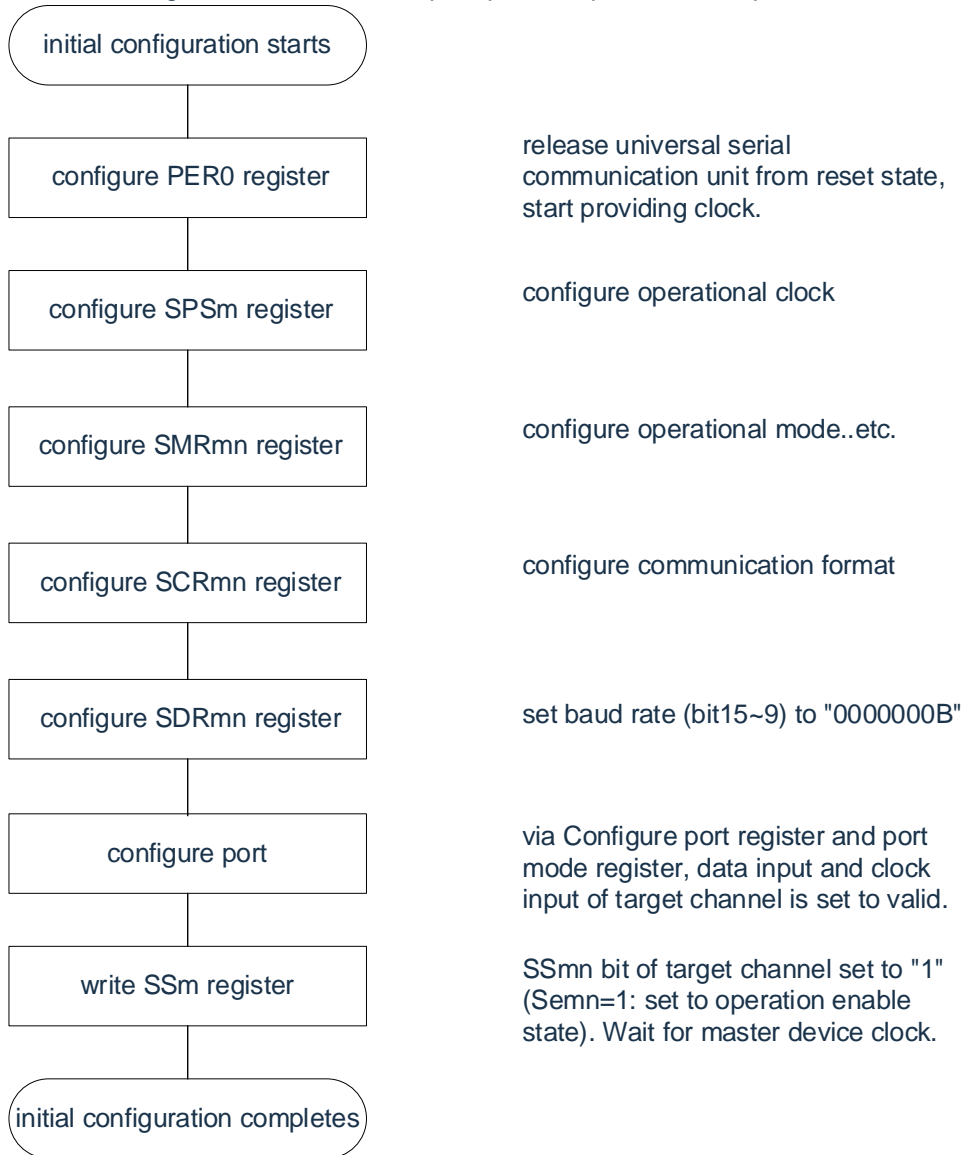 initial configuration starts
configure PER0 register
release universal serial
communication unit from reset state,
start providing clock.
configure SPSm register
configure operational clock
configure SMRmn register
configure operational mode..etc.
configure SCRmn register
configure communication format
configure SDRmn register
set baud rate (bit15~9) to "0000000B"
configure port
via Configure port register and port
mode register, data input and clock
input of target channel is set to valid.
write SSm register
SSmn bit of target channel set to "1"
(Semn=1: set to operation enable
state). Wait for master device clock.
initial configuration completes